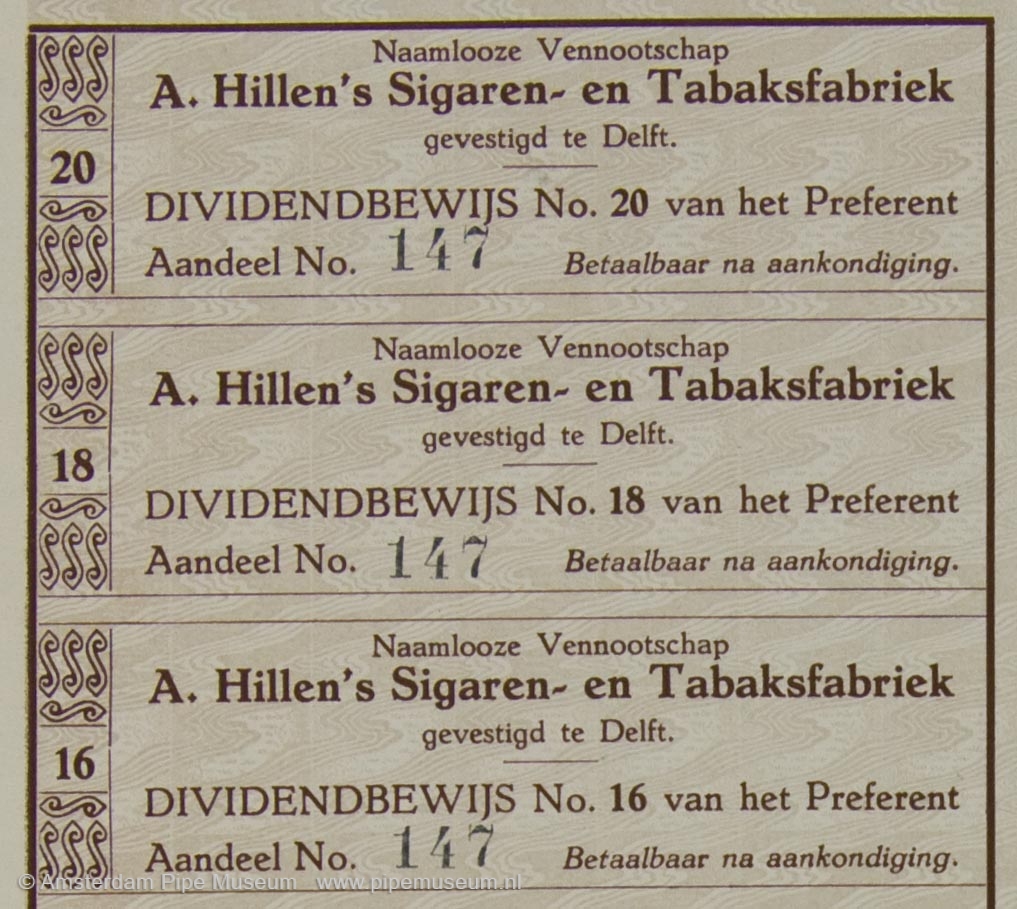 Naamlooze Vennootschap
A. Hillen's Sigaren- en Tabaksfabriek
gevestigd te Delft.
20
DIVIDENDBEWIJS No. 20 van het Preferent
Aandeel No. 147 Betaalbaar na aankondiging.
Naamlooze Vennootschap
A. Hillen's Sigaren- en Tabaksfabriek
gevestigd te Delft.
18
DIVIDENDBEWIJS No. 18 van het Preferent
Aandeel No. 147 Betaalbaar na aankondiging.
Naamlooze Vennootschap
A. Hillen's Sigaren- en Tabaksfabriek
gevestigd te Delft.
16
DIVIDENDBEWIJS No. 16 van het Preferent
Aandeel No. 147 Betaalbaar na aankondiging.
© Amsterdam Pipe Museum www.pipemuseum.nl